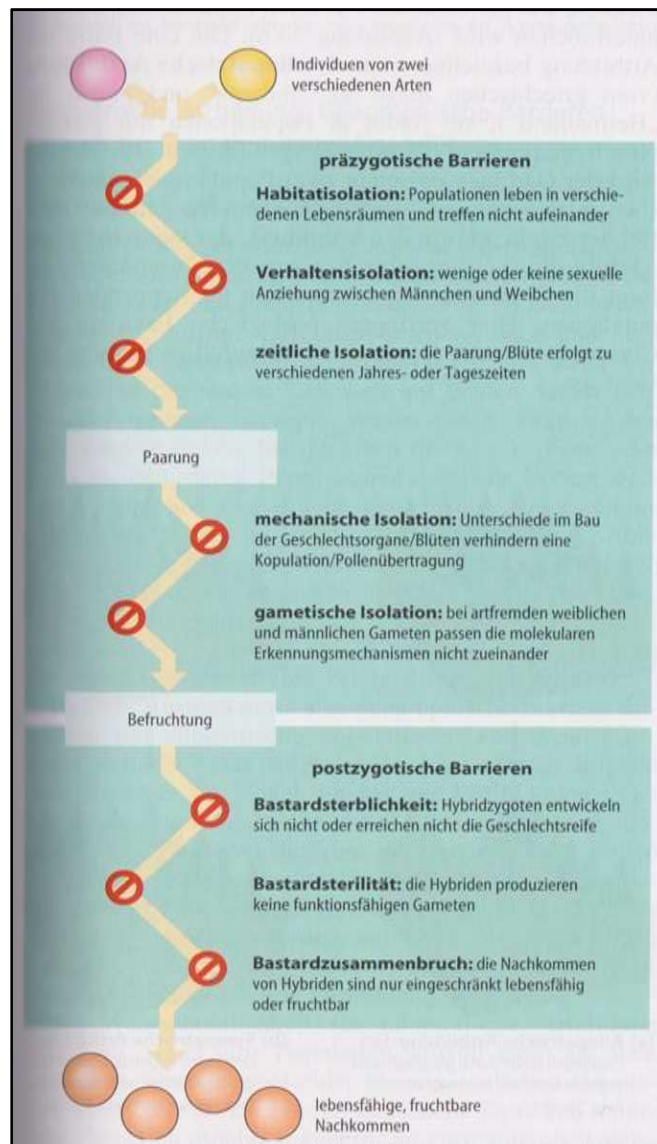 Individuen von zwei
verschiedenen Arten
präzygotische Barrieren
Habitatisolation: Populationen leben in verschie-
denen Lebensräumen und treffen nicht aufeinander
Verhaltensisolation: wenige oder keine sexuelle
Anziehung zwischen Männchen und Weibchen
zeitliche Isolation: die Paarung/Blüte erfolgt zu
verschiedenen Jahres- oder Tageszeiten
Paarung
mechanische Isolation: Unterschiede im Bau
der Geschlechtsorgane/Blüten verhindern eine
Kopulation/Pollenübertragung
gametische Isolation: bei artfremden weiblichen
und männlichen Gameten passen die molekularen
Erkennungsmechanismen nicht zueinander
Befruchtung
postzygotische Barrieren
Bastardsterblichkeit: Hybridzygoten entwickeln
sich nicht oder erreichen nicht die Geschlechtsreife
Bastardsterilität: die Hybriden produzieren
keine funktionsfähigen Gameten
Bastardzusammenbruch: die Nachkommen
von Hybriden sind nur eingeschränkt lebensfähig
oder fruchtbar
lebensfähige, fruchtbare
Nachkommen